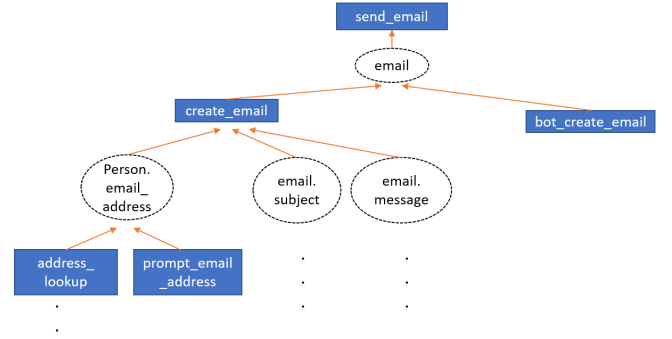 send_email
email
create_email
bot_create_email
Person.
email_
address
email.
subject
email.
message
address_
lookup
prompt_email
_address